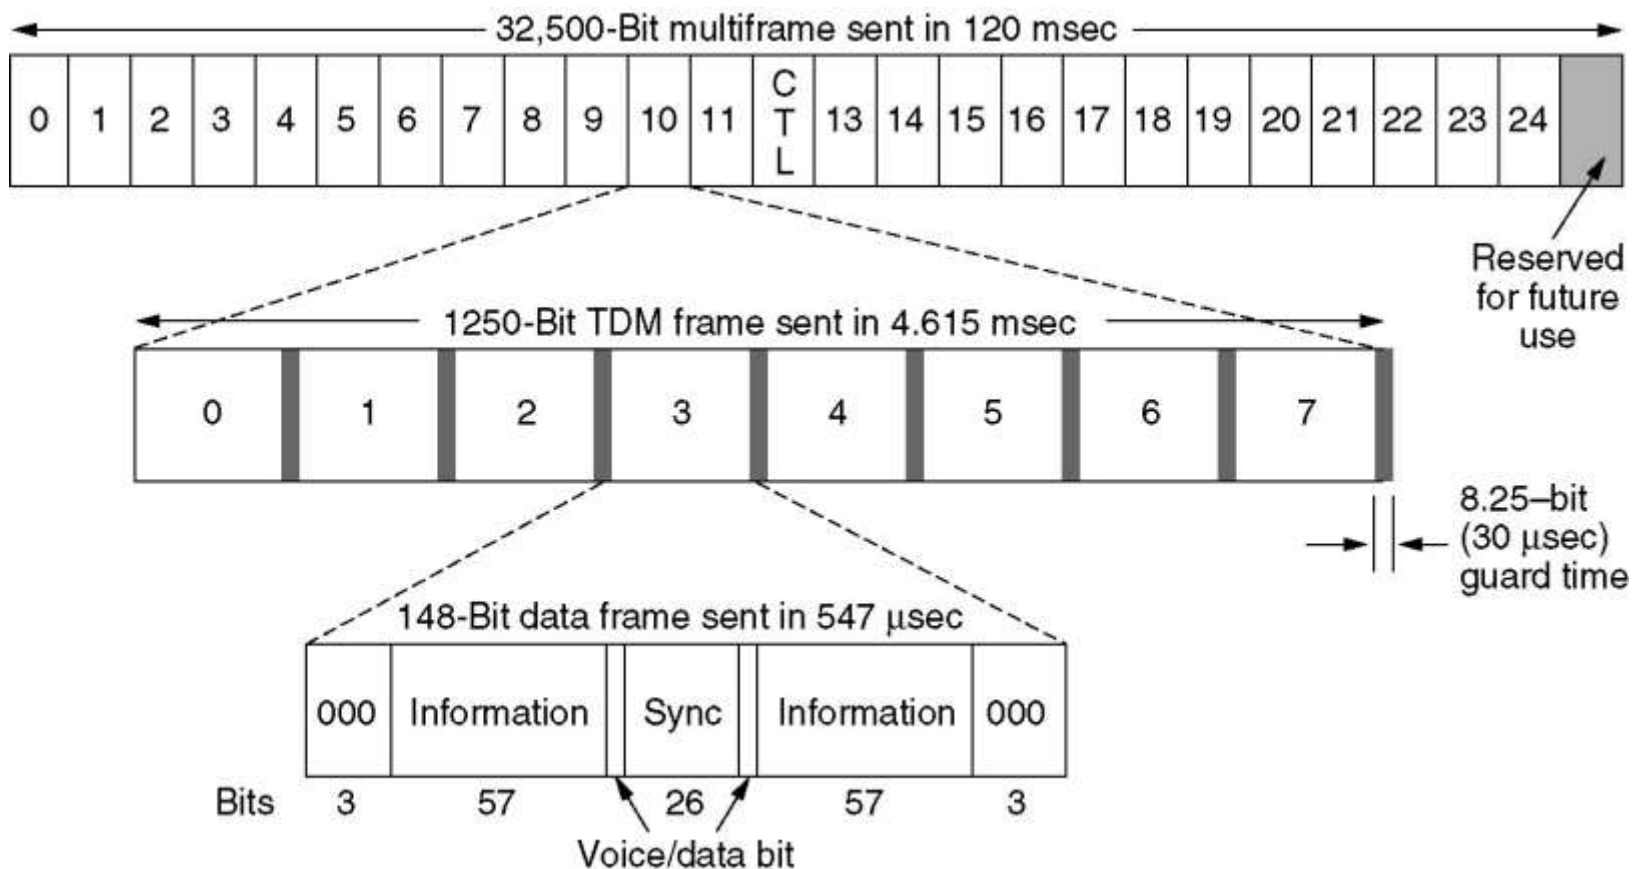 32,500-Bit multiframe sent in 120 msec
0 1 2 3 4 5 6 7 8 9 10 11 CTL 13 14 15 16 17 18 19 20 21 22 23 24
Reserved
for future
use
1250-Bit TDM frame sent in 4.615 msec
0 1 2 3 4 5 6 7
8.25–bit
(30 μsec)
guard time
148-Bit data frame sent in 547 μsec
000 Information Sync Information 000
Bits 3 57 26 57 3
Voice/data bit